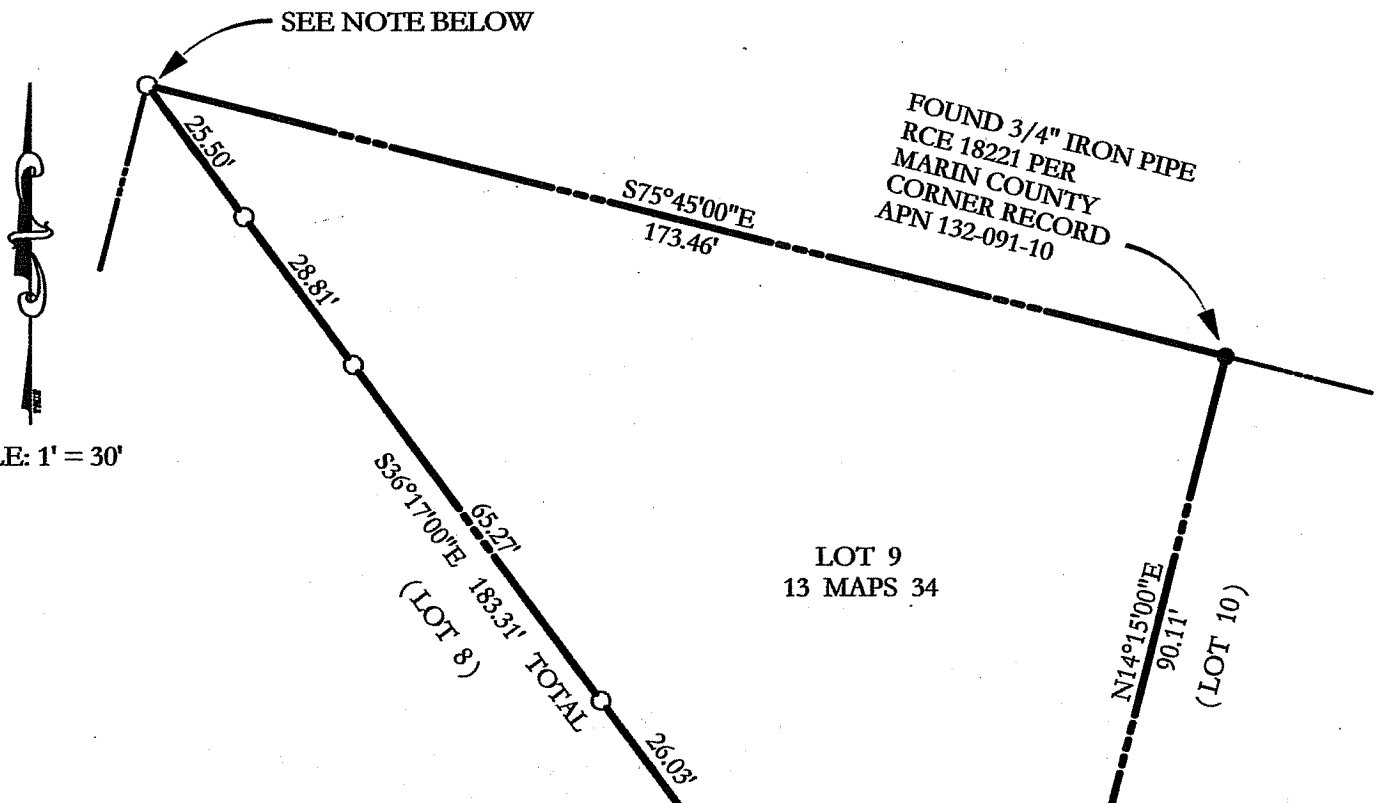 SEE NOTE BELOW
FOUND 3/4" IRON PIPE
RCE 18221 PER
MARIN COUNTY
CORNER RECORD
APN 132-091-10
25.50'
S75°45'00"E
173.46'
28.81'
LE: 1' = 30'
65.27'
S36°17'00"E 183.31' TOTAL
(LOT 8)
LOT 9
13 MAPS 34
N14°15'00"E
90.11'
(LOT 10)
26.03'